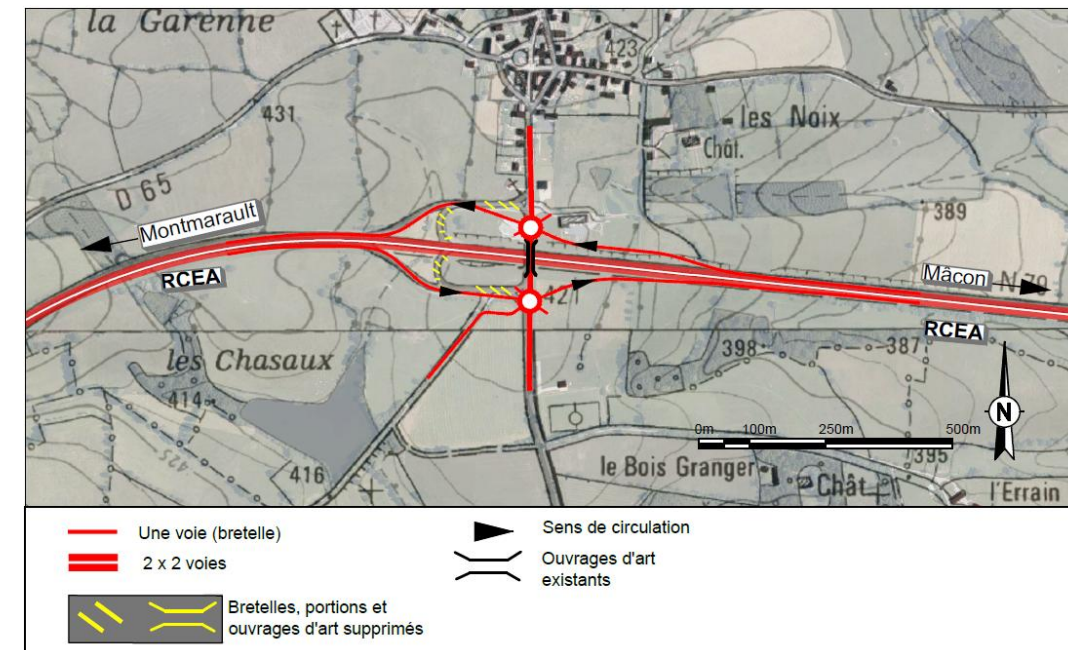 la Garenne
423
431
les Noix
Chât.
D 65
Montmarault
389
RCEA
421
Mâcon
N 79
RCEA
les Chasaux
398
387
414
N
0m 100m 250m 500m
425
416
395
le Bois Granger
Chât
l'Errain
Une voie (bretelle)
2 x 2 voies
Sens de circulation
Ouvrages d'art
existants
Bretelles, portions et
ouvrages d'art supprimés